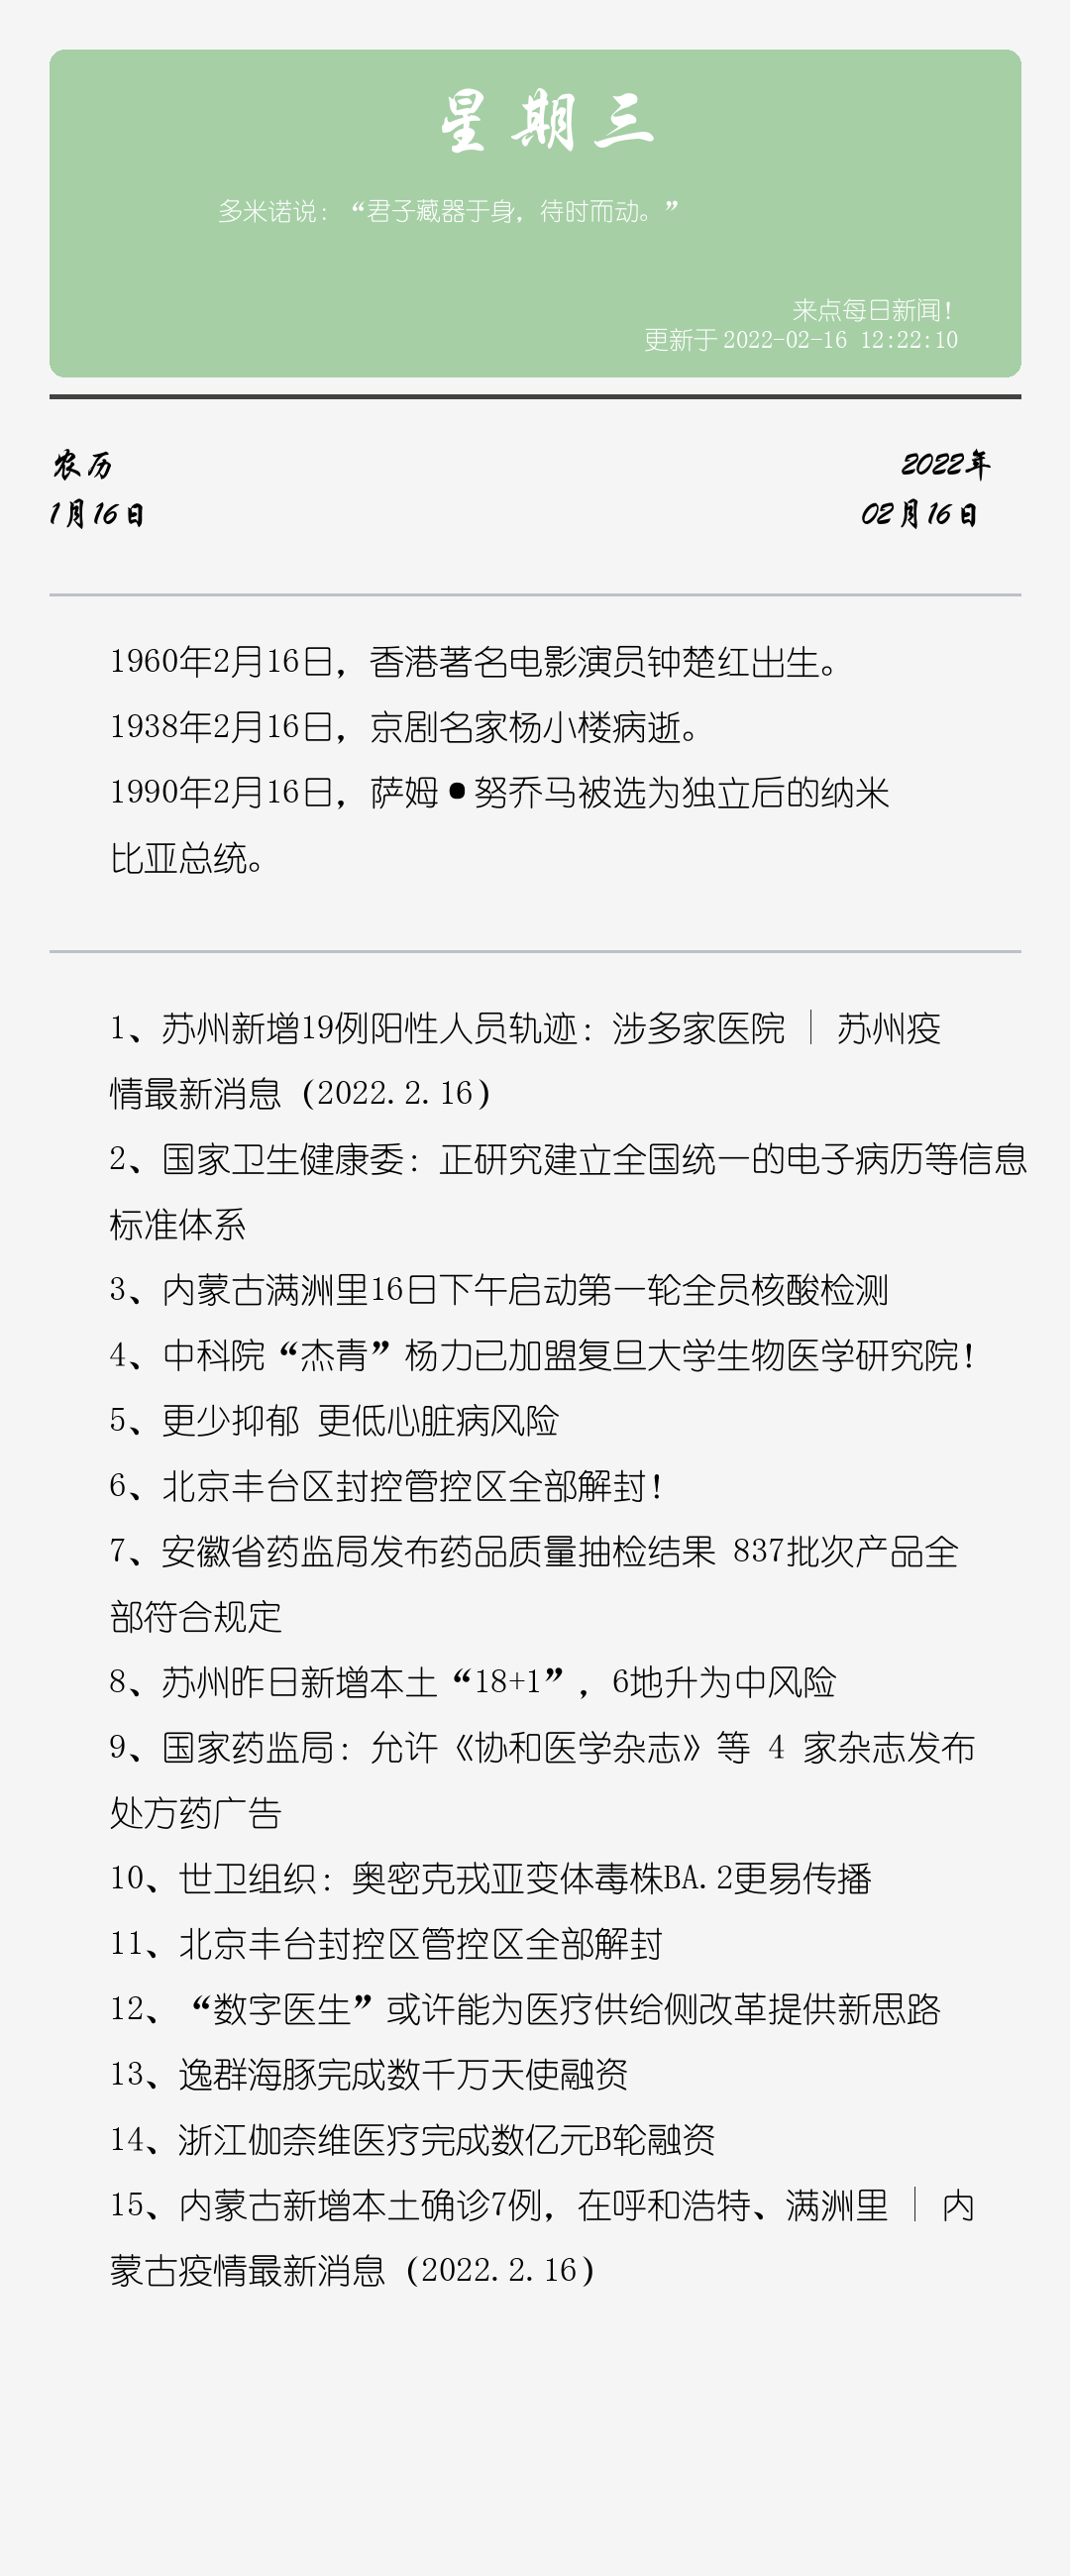 星期三
多米诺说：“君子藏器于身，待时而动。”
来点每日新闻！
更新于2022-02-16 12:22:10
农历
2022年
1月16日
02月16日
1960年2月16日，香港著名电影演员钟楚红出生。
1938年2月16日，京剧名家杨小楼病逝。
1990年2月16日，萨姆•努乔马被选为独立后的纳米
比亚总统。
1、苏州新增19例阳性人员轨迹：涉多家医院 | 苏州疫
情最新消息（2022.2.16）
2、国家卫生健康委：正研究建立全国统一的电子病历等信息
标准体系
3、内蒙古满洲里16日下午启动第一轮全员核酸检测
4、中科院“杰青”杨力已加盟复旦大学生物医学研究院！
5、更少抑郁 更低心脏病风险
6、北京丰台区封控管控区全部解封！
7、安徽省药监局发布药品质量抽检结果 837批次产品全
部符合规定
8、苏州昨日新增本土“18+1”，6地升为中风险
9、国家药监局：允许《协和医学杂志》等 4 家杂志发布
处方药广告
10、世卫组织：奥密克戎亚变体毒株BA.2更易传播
11、北京丰台封控区管控区全部解封
12、“数字医生”或许能为医疗供给侧改革提供新思路
13、逸群海豚完成数千万天使融资
14、浙江伽奈维医疗完成数亿元B轮融资
15、内蒙古新增本土确诊7例，在呼和浩特、满洲里 | 内
蒙古疫情最新消息（2022.2.16）